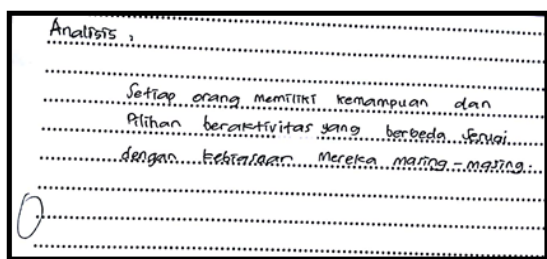 Analisis,
Setiap orang memiliki kemampuan dan
Pilihan beraktivitas yang berbeda sesuai
dengan kebiasaan mereka masing-masing.